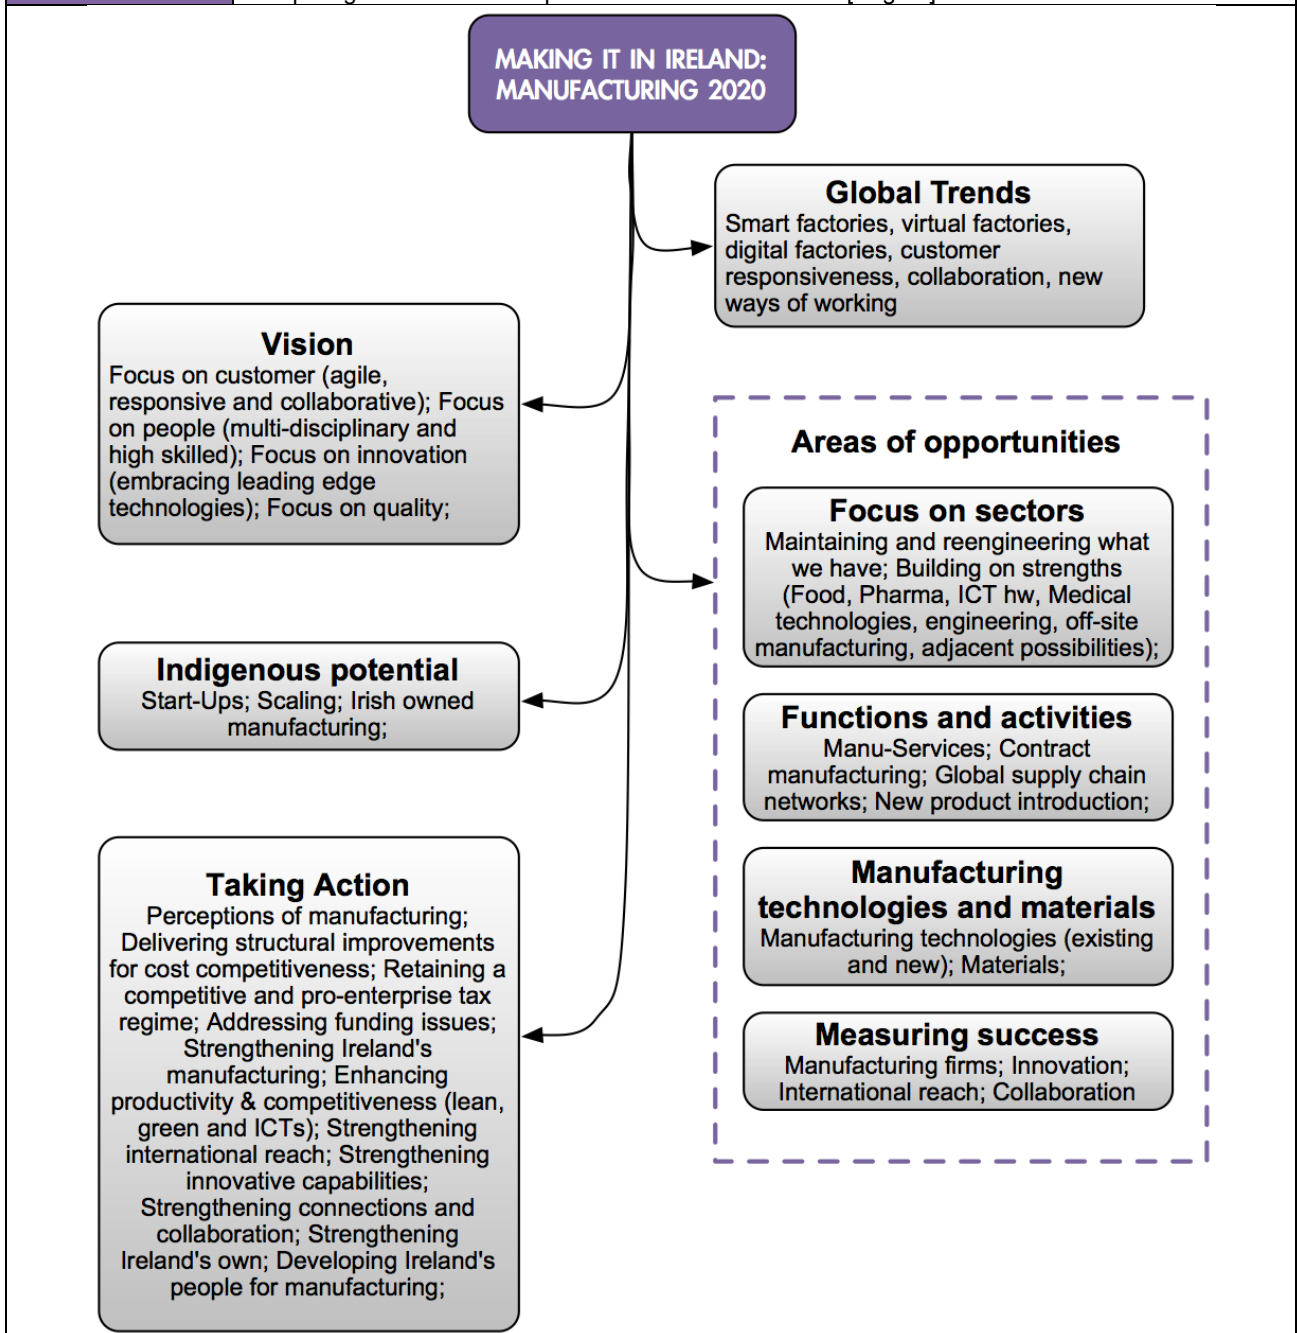 MAKING IT IN IRELAND:
MANUFACTURING 2020
Global Trends
Smart factories, virtual factories,
digital factories, customer
responsiveness, collaboration, new
ways of working
Vision
Focus on customer (agile,
responsive and collaborative); Focus
on people (multi-disciplinary and
high skilled); Focus on innovation
(embracing leading edge
technologies); Focus on quality;
Areas of opportunities
Focus on sectors
Maintaining and reengineering what
we have; Building on strengths
(Food, Pharma, ICT hw, Medical
technologies, engineering, off-site
manufacturing, adjacent possibilities);
Indigenous potential
Start-Ups; Scaling; Irish owned
manufacturing;
Functions and activities
Manu-Services; Contract
manufacturing; Global supply chain
networks; New product introduction;
Manufacturing
technologies and materials
Manufacturing technologies (existing
and new); Materials;
Measuring success
Manufacturing firms; Innovation;
International reach; Collaboration
Taking Action
Perceptions of manufacturing;
Delivering structural improvements
for cost competitiveness; Retaining a
competitive and pro-enterprise tax
regime; Addressing funding issues;
Strengthening Ireland's
manufacturing; Enhancing
productivity & competitiveness (lean,
green and ICTs); Strengthening
international reach; Strengthening
innovative capabilities;
Strengthening connections and
collaboration; Strengthening
Ireland's own; Developing Ireland's
people for manufacturing;